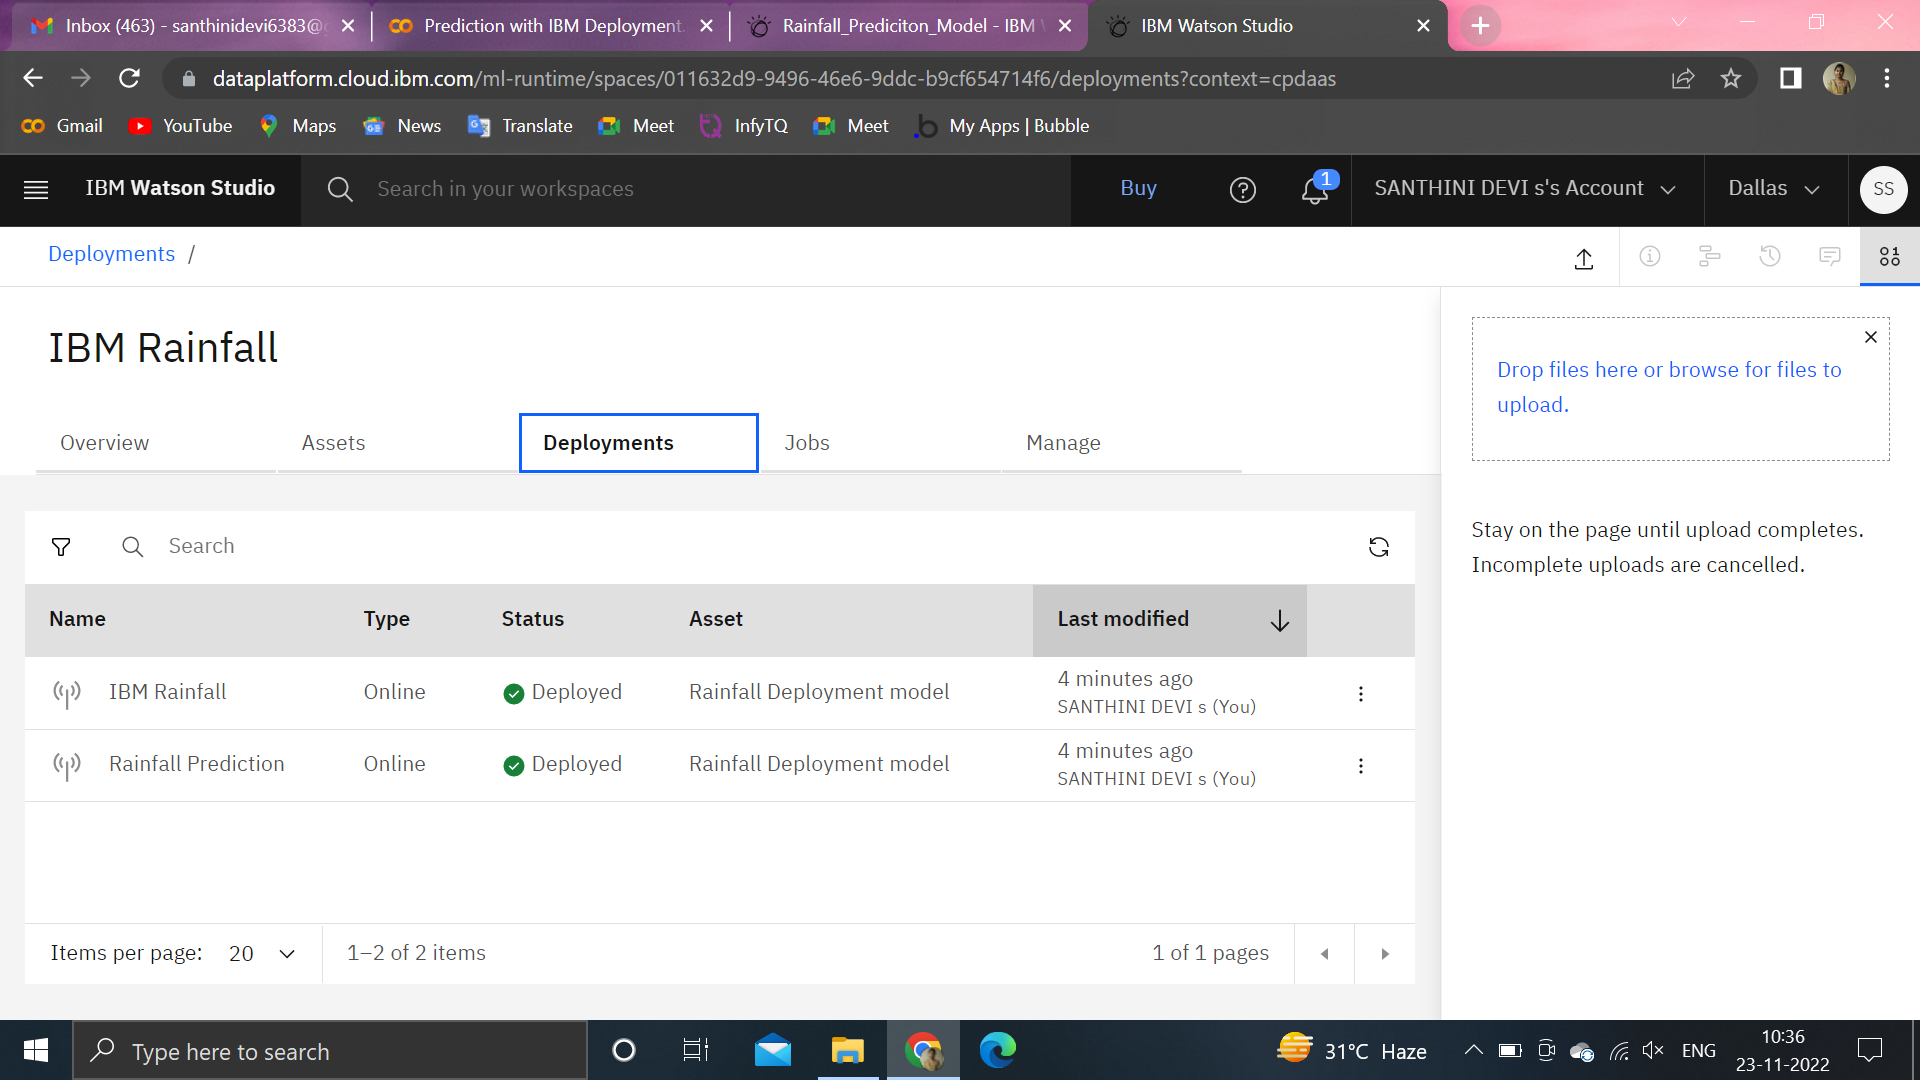 Inbox (463) - santhinidevi6383@g
Prediction with IBM Deployment.
Rainfall_Prediciton_Model - IBM W
IBM Watson Studio
dataplatform.cloud.ibm.com/ml-runtime/spaces/011632d9-9496-46e6-9ddc-b9cf654714f6/deployments?context=cpdaas
Gmail
YouTube
Maps
News
Translate
Meet
InfyTQ
Meet
My Apps | Bubble
IBM Watson Studio
Search in your workspaces
Buy
1
SANTHINI DEVI s's Account
Dallas
SS
Deployments /
IBM Rainfall
Overview
Assets
Deployments
Jobs
Manage
Drop files here or browse for files to
upload.
Stay on the page until upload completes.
Incomplete uploads are cancelled.
Search
Name Type Status Asset Last modified
IBM Rainfall Online Deployed Rainfall Deployment model 4 minutes ago
SANTHINI DEVI s (You)
Rainfall Prediction Online Deployed Rainfall Deployment model 4 minutes ago
SANTHINI DEVI s (You)
Items per page: 20
1–2 of 2 items
1 of 1 pages
Type here to search
31°C Haze
ENG
10:36
23-11-2022